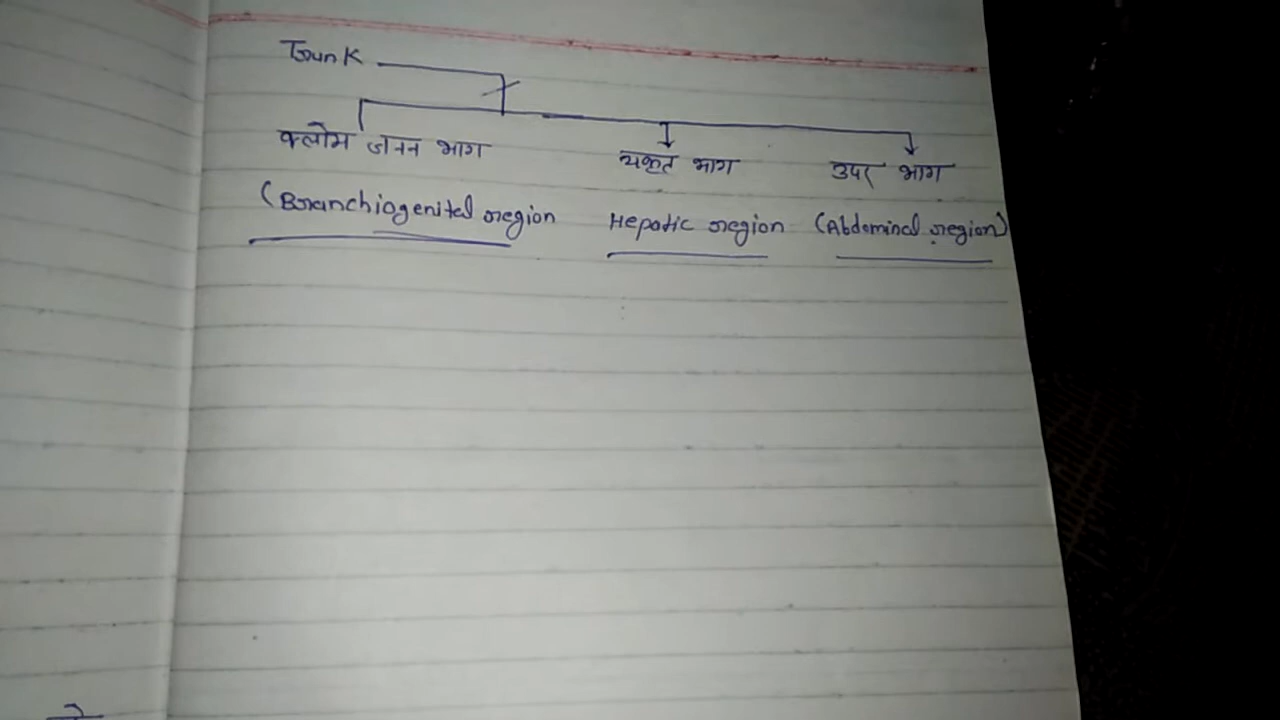 Trunk
क्लोम जनन भाग यकृत भाग उदर भाग
(Branchiogenital region Hepatic region (Abdominal region)